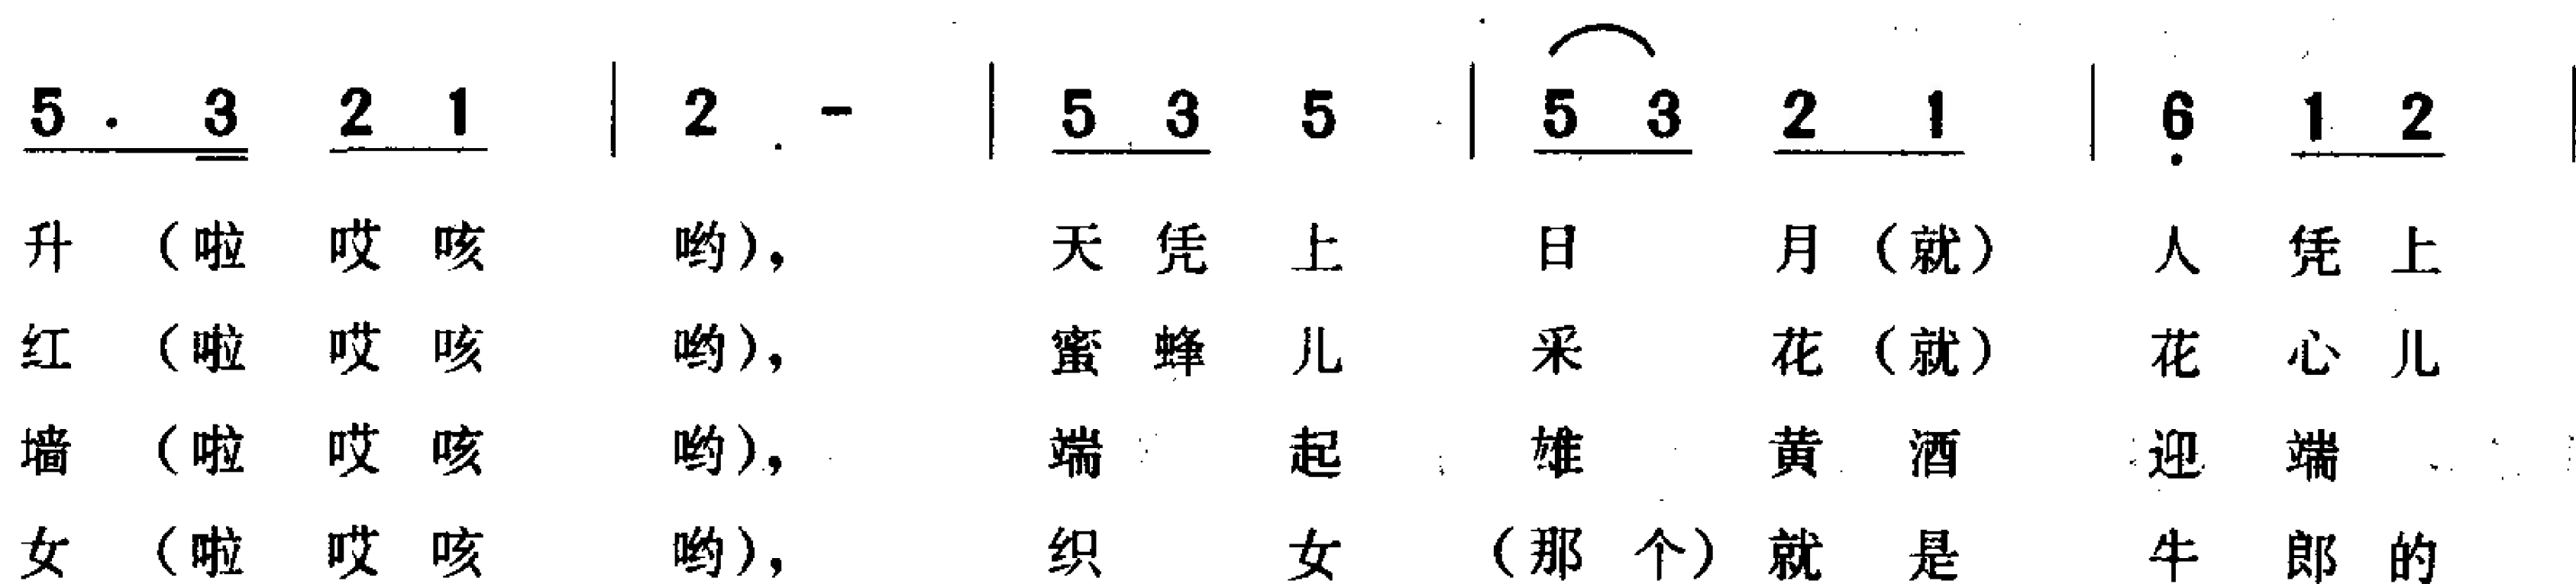 5 . 3 2 1 | 2 - | 5 3 5 | 5 3 2 1 | 6 1 2 |
升 (啦 哎 咳 哟)， 天 凭 上 日 月 (就) 人 凭 上
红 (啦 哎 咳 哟)， 蜜 蜂 儿 采 花 (就) 花 心 儿
墙 (啦 哎 咳 哟)， 端 起 雄 黄 酒 迎 端
女 (啦 哎 咳 哟)， 织 女 (那 个) 就 是 牛 郎 的